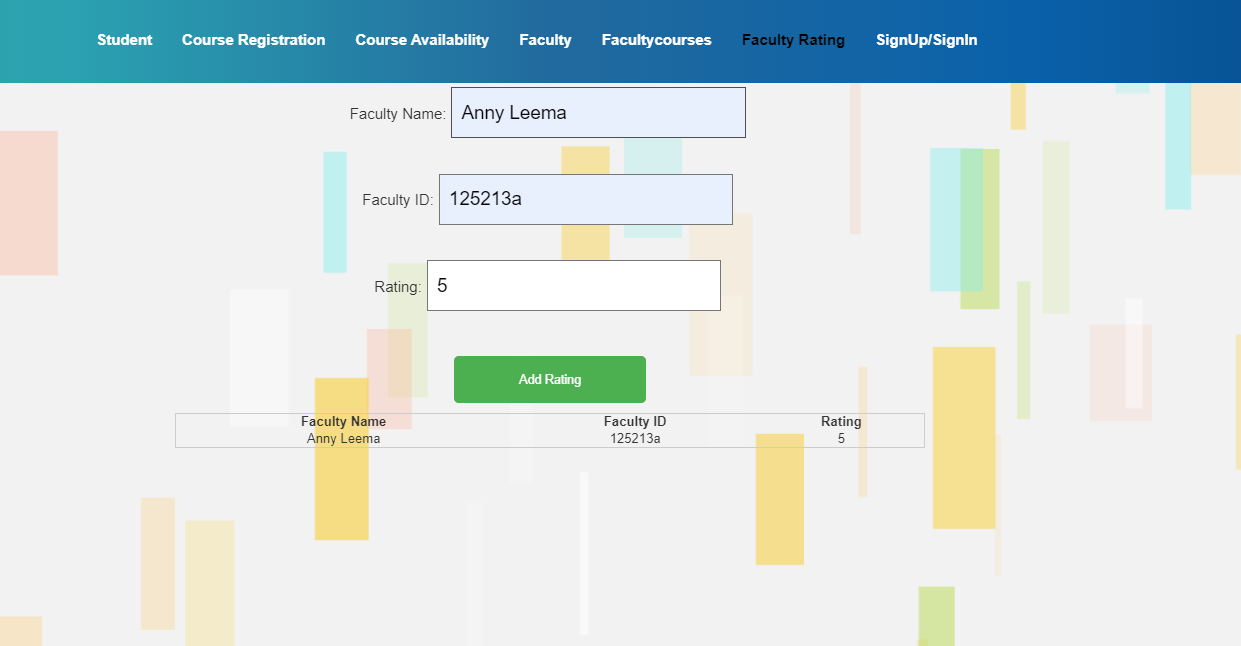 Student Course Registration Course Availability Faculty Facultycourses Faculty Rating SignUp/SignIn
Faculty Name: Anny Leema
Faculty ID: 125213a
Rating: 5
Add Rating
Faculty Name Faculty ID Rating
Anny Leema 125213a 5